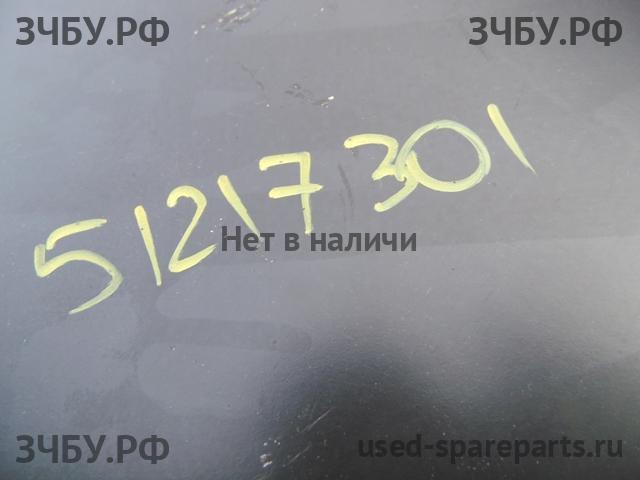 ЗЧБУ.РФ ЗЧБУ.РФ
51217301
Нет в наличи
ЗЧБУ.РФ used-spareparts.ru